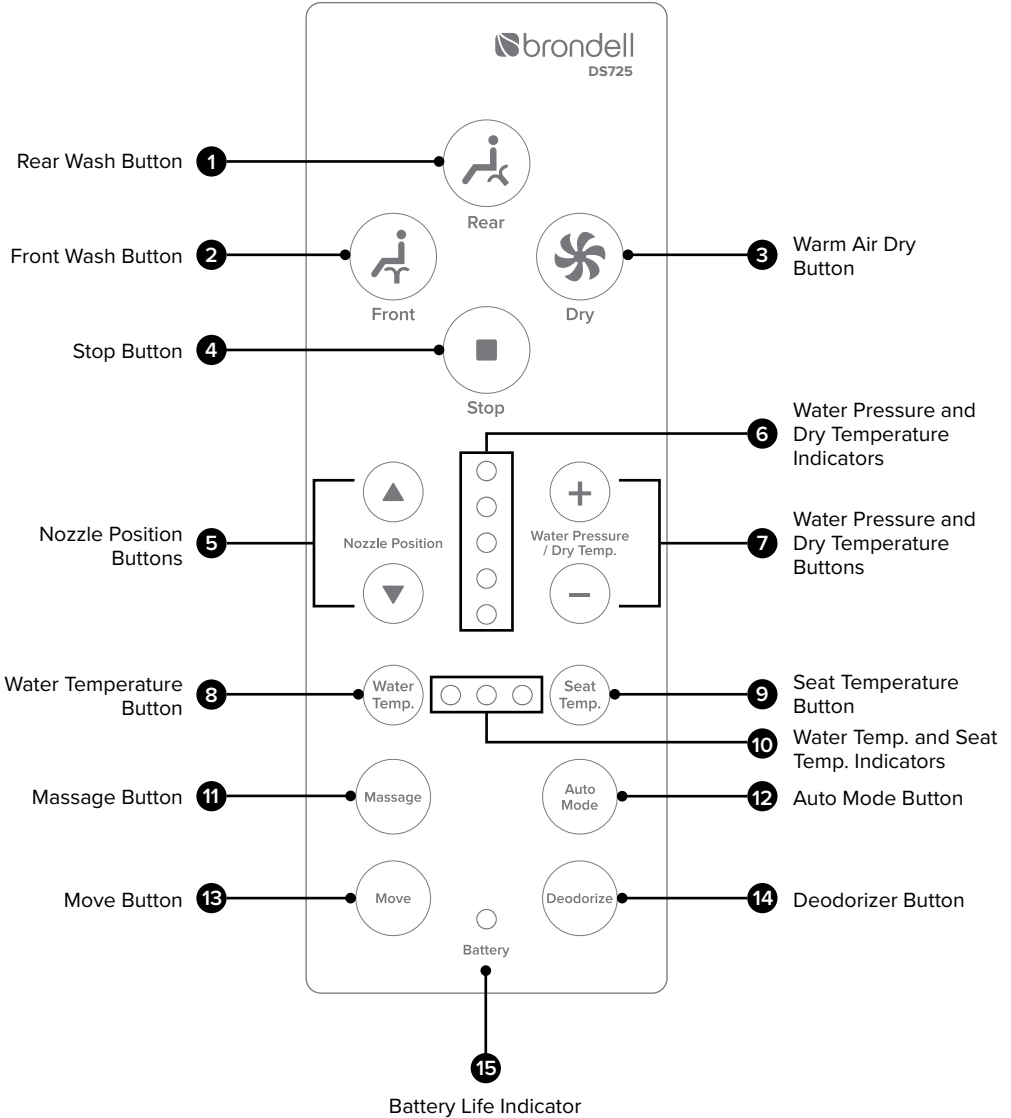 brondell
DS725
Rear Wash Button 1
Rear
Front Wash Button 2
Front
3 Warm Air Dry
Button
Dry
Stop Button 4
Stop
6 Water Pressure and
Dry Temperature
Indicators
Nozzle Position
Buttons
5
Nozzle Position
Water Pressure
/ Dry Temp.
7 Water Pressure and
Dry Temperature
Buttons
Water Temperature
Button
8
Water
Temp.
Seat
Temp.
9 Seat Temperature
Button
10 Water Temp. and Seat
Temp. Indicators
Massage Button 11
Massage
Auto
Mode
12 Auto Mode Button
Move Button 13
Move
Deodorize
14 Deodorizer Button
Battery
15
Battery Life Indicator